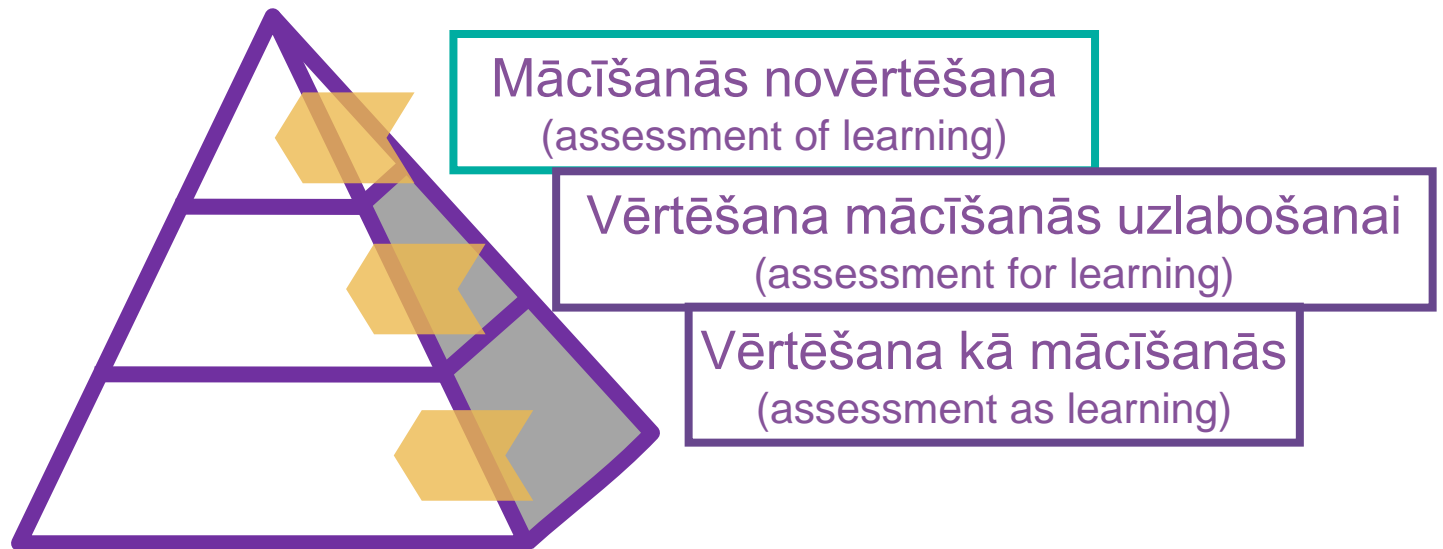 Mācīšanās novērtēšana
(assessment of learning)
Vērtēšana mācīšanās uzlabošanai
(assessment for learning)
Vērtēšana kā mācīšanās
(assessment as learning)